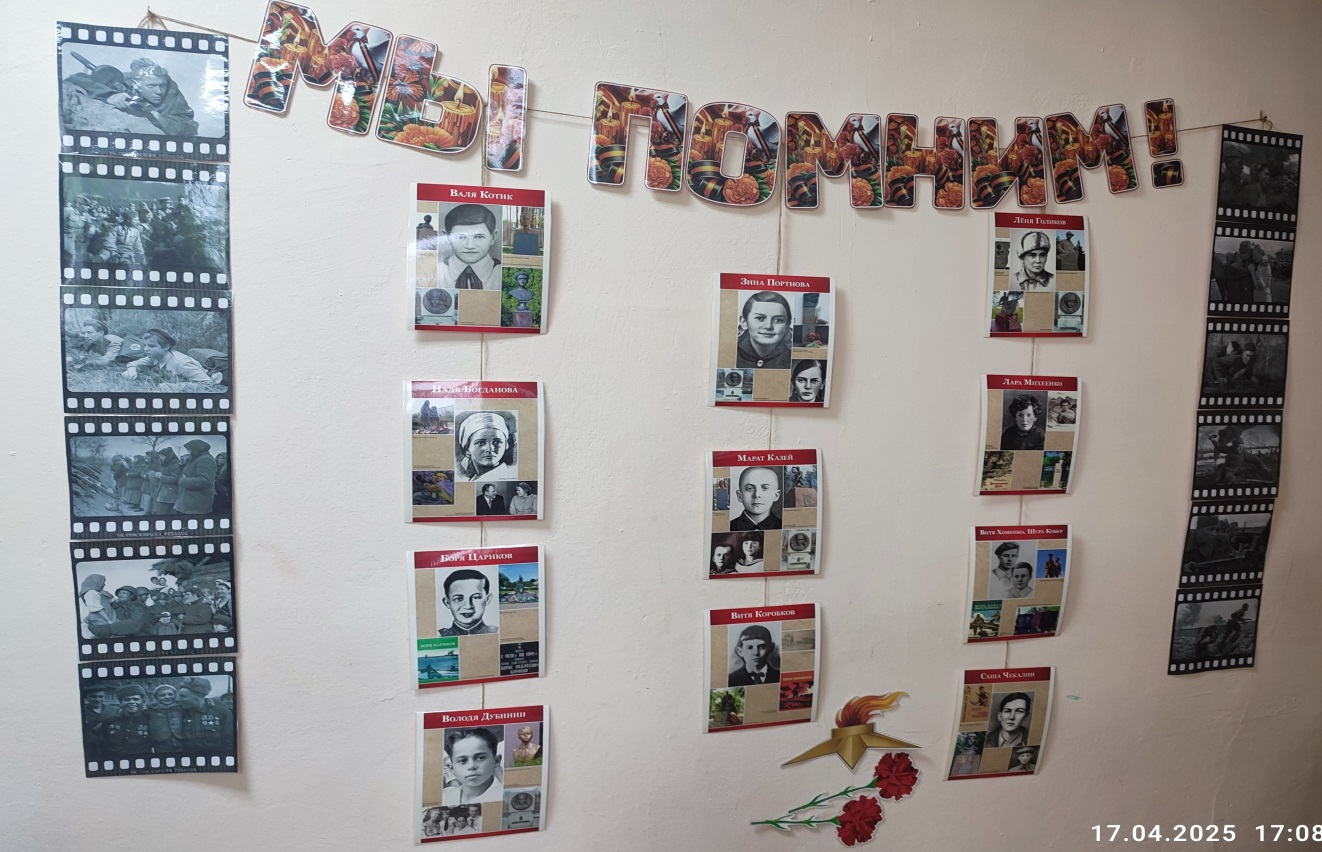 МЫ ПОМНИМ!
ВАЛЯ КОТИК
НАДЯ БОГДАНОВА
БОРЯ ЦАРИКОВ
ВОЛОДЯ ДУБИНИН
ЗИНА ПОРТНОВА
МАРАТ КАЗЕЙ
ВИТЯ КОРОБКОВ
ЛЁНЯ ГОЛИКОВ
ЛАРА МИХЕЕНКО
ВИТЯ ХОМЕНКО, ШУРА КОБЕР
САША ЧЕКАЛИН
17.04.2025 17:08